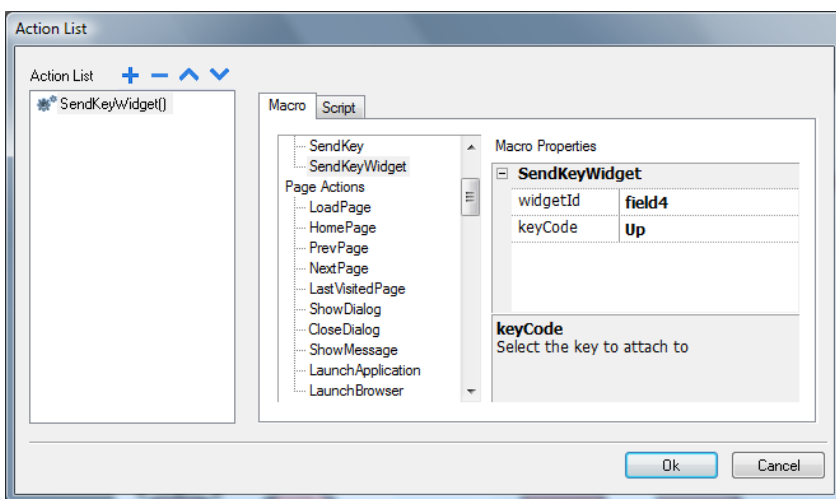 Action List
Action List
SendKeyWidget()
Macro
Script
SendKey
SendKeyWidget
Page Actions
LoadPage
HomePage
PrevPage
NextPage
LastVisitedPage
ShowDialog
CloseDialog
ShowMessage
LaunchApplication
LaunchBrowser
Macro Properties
SendKeyWidget
widgetId field4
keyCode Up
keyCode
Select the key to attach to
Ok
Cancel